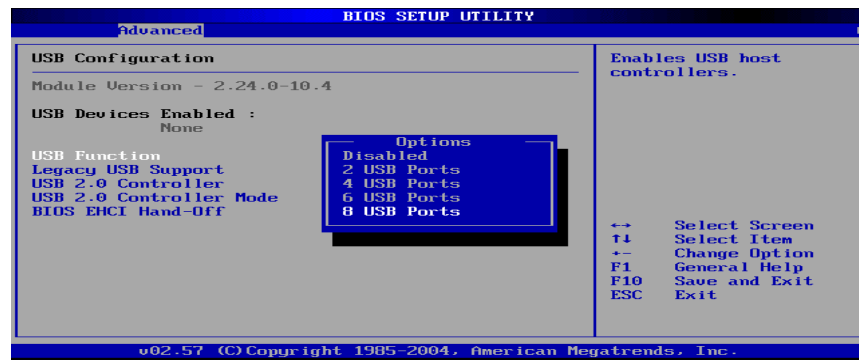 BIOS SETUP UTILITY
Advanced
USB Configuration
Module Version - 2.24.0-10.4
USB Devices Enabled :
None
USB Function
Legacy USB Support
USB 2.0 Controller
USB 2.0 Controller Mode
BIOS EHCI Hand-Off
Options
Disabled
2 USB Ports
4 USB Ports
6 USB Ports
8 USB Ports
Enables USB host
controllers.
↔ Select Screen
↑↓ Select Item
+- Change Option
F1 General Help
F10 Save and Exit
ESC Exit
v02.57 (C)Copyright 1985-2004, American Megatrends, Inc.